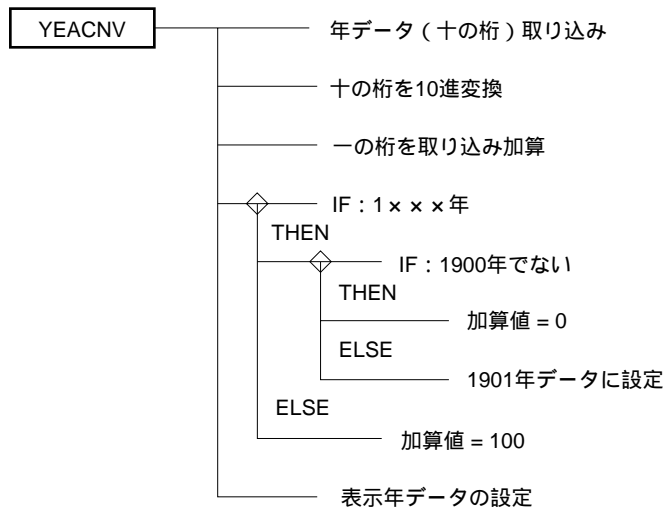 YEACNV
年データ(十の桁)取り込み
十の桁を10進変換
一の桁を取り込み加算
IF:1×××年
THEN
IF:1900年でない
THEN
加算値=0
ELSE
1901年データに設定
ELSE
加算値=100
表示年データの設定